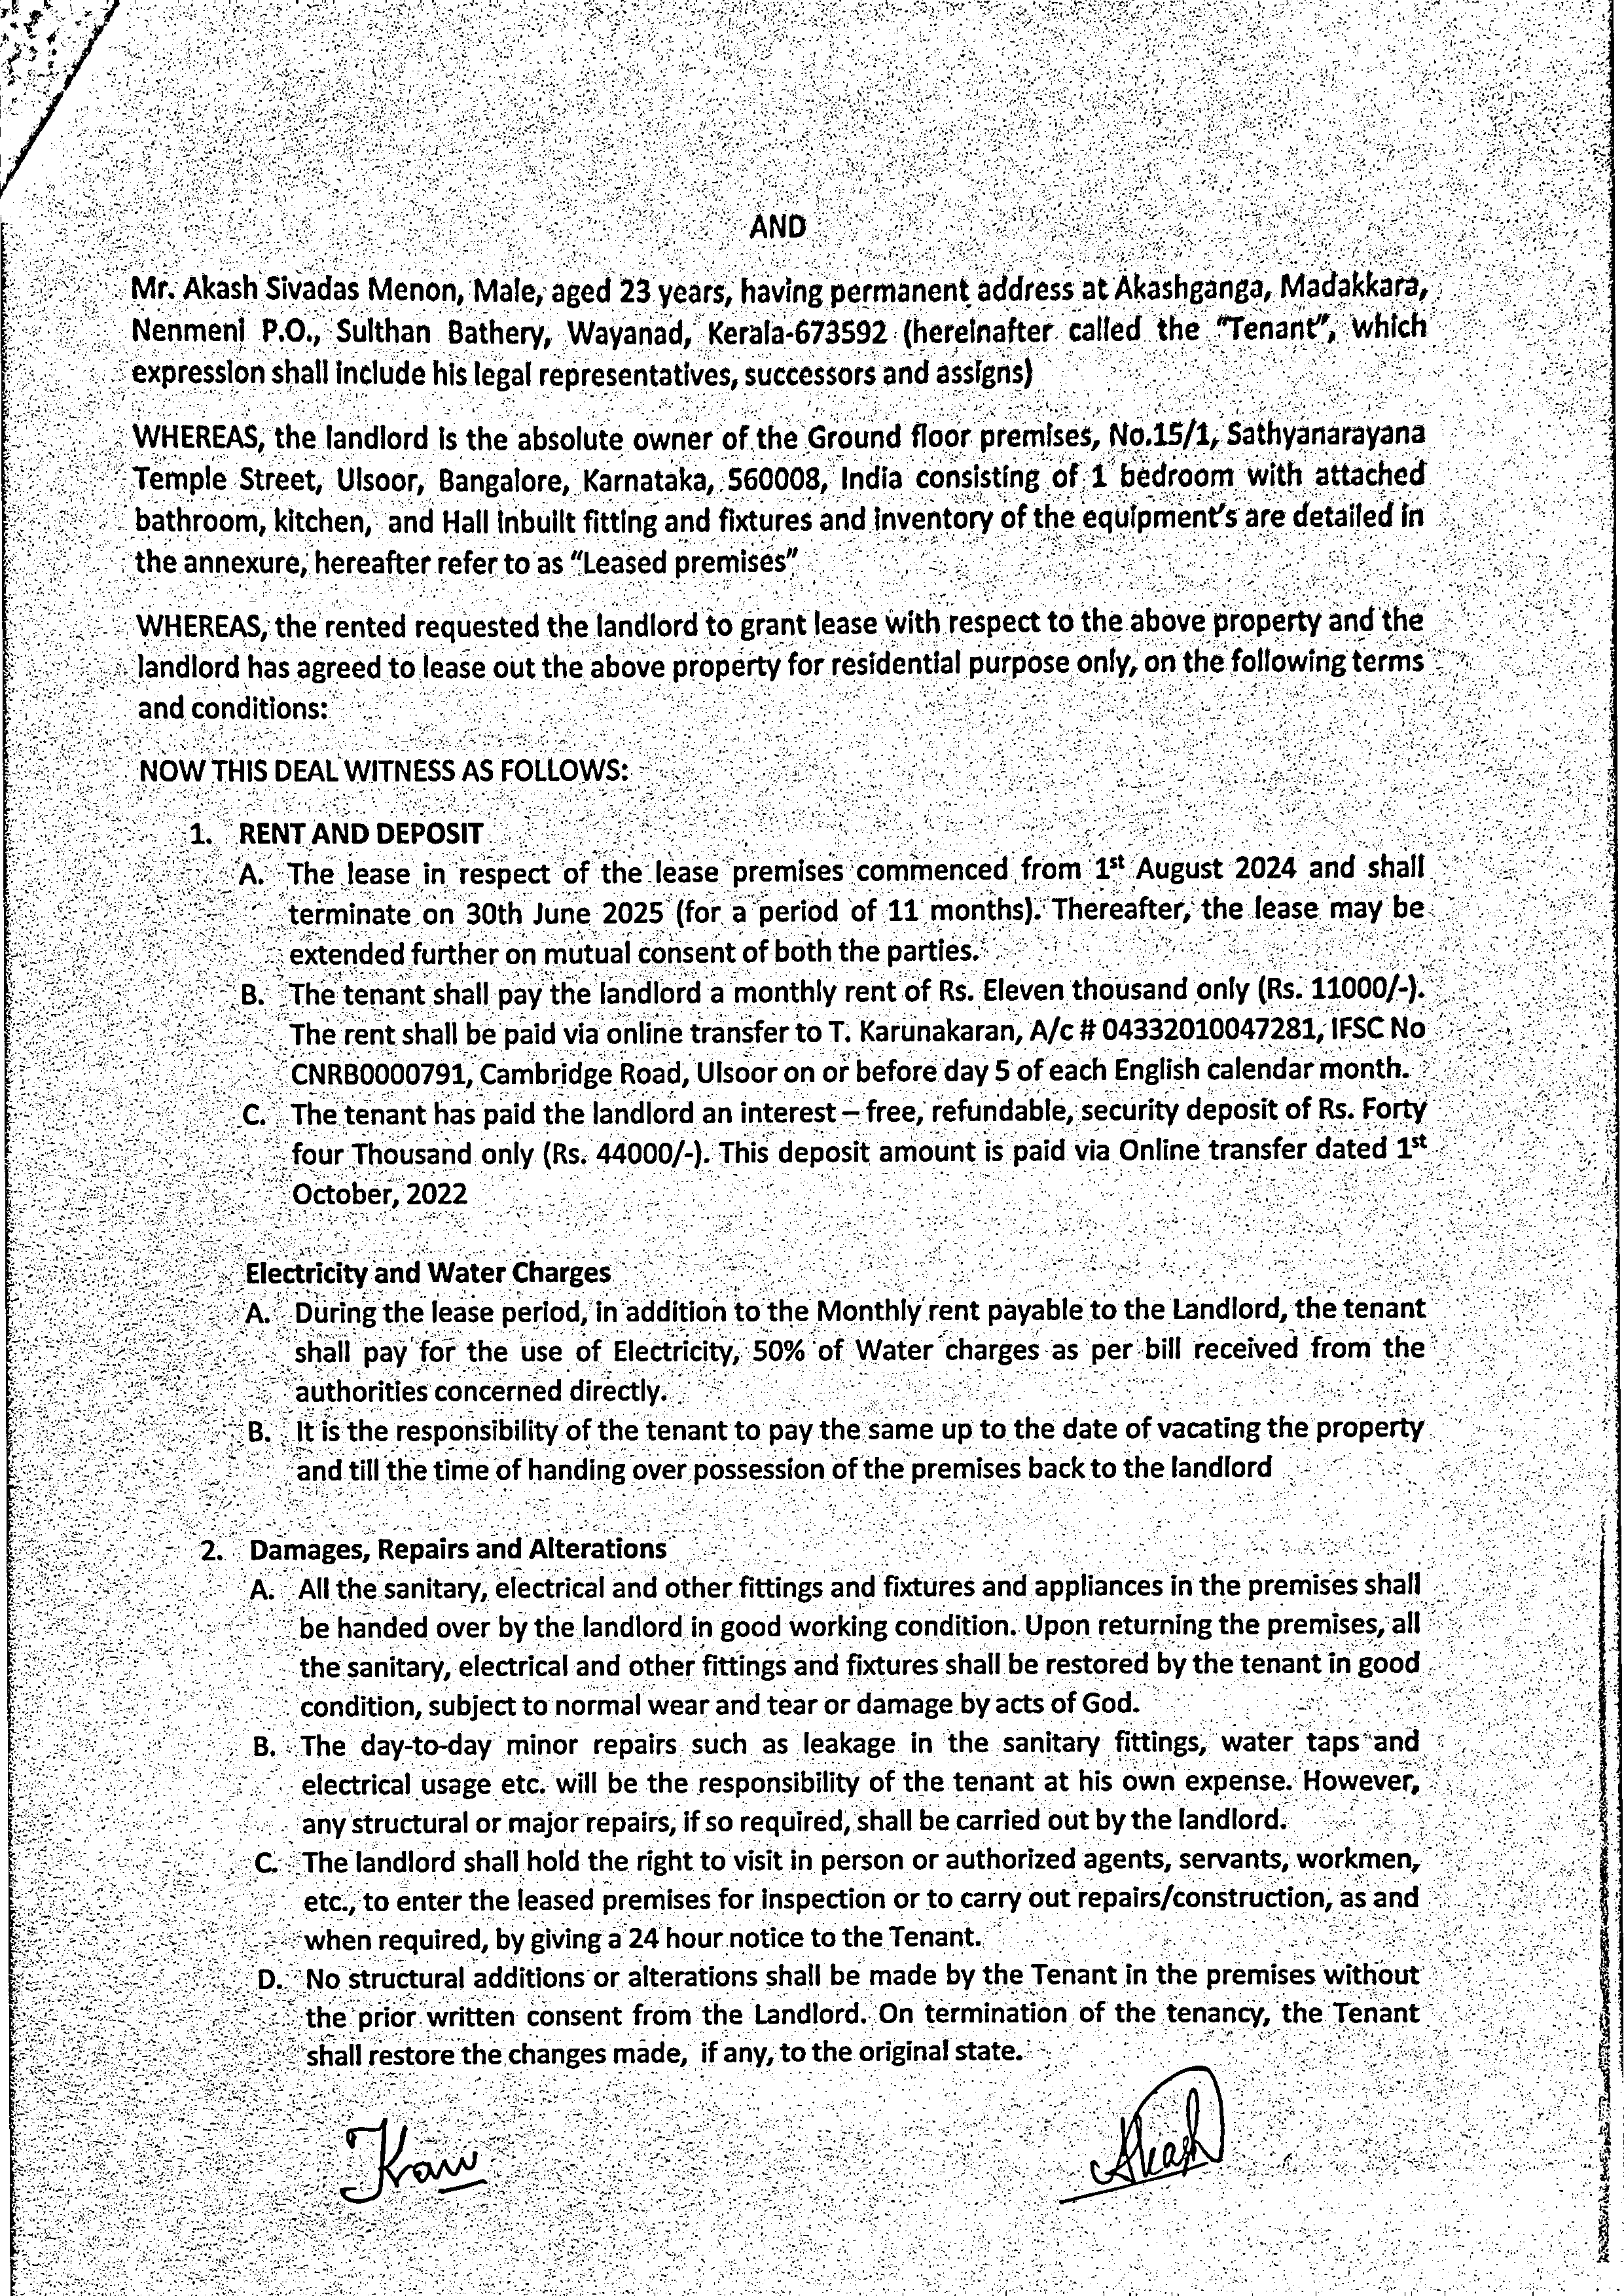 AND
Mr. Akash Sivadas Menon, Male, aged 23 years, having permanent address at Akashganga, Madakkara,
Nenmeni P.O., Sulthan Bathery, Wayanad, Kerala-673592 (hereinafter called the "Tenant", which
expression shall include his legal representatives, successors and assigns)
WHEREAS, the landlord is the absolute owner of the Ground floor premises, No.15/1, Sathyanarayana
Temple Street, Ulsoor, Bangalore, Karnataka, 560008, India consisting of 1 bedroom with attached
bathroom, kitchen, and Hall inbuilt fitting and fixtures and inventory of the equipment's are detailed in
the annexure, hereafter refer to as "Leased premises"
WHEREAS, the rented requested the landlord to grant lease with respect to the above property and the
landlord has agreed to lease out the above property for residential purpose only, on the following terms
and conditions:
NOW THIS DEAL WITNESS AS FOLLOWS:
1. RENT AND DEPOSIT
A. The lease in respect of the lease premises commenced from 1st August 2024 and shall
terminate on 30th June 2025 (for a period of 11 months). Thereafter, the lease may be
extended further on mutual consent of both the parties.
B. The tenant shall pay the landlord a monthly rent of Rs. Eleven thousand only (Rs. 11000/-).
The rent shall be paid via online transfer to T. Karunakaran, A/c # 04332010047281, IFSC No
CNRB0000791, Cambridge Road, Ulsoor on or before day 5 of each English calendar month.
C. The tenant has paid the landlord an interest – free, refundable, security deposit of Rs. Forty
four Thousand only (Rs. 44000/-). This deposit amount is paid via Online transfer dated 1st
October, 2022
Electricity and Water Charges
A. During the lease period, in addition to the Monthly rent payable to the Landlord, the tenant
shall pay for the use of Electricity, 50% of Water charges as per bill received from the
authorities concerned directly.
B. It is the responsibility of the tenant to pay the same up to the date of vacating the property
and till the time of handing over possession of the premises back to the landlord
2. Damages, Repairs and Alterations
A. All the sanitary, electrical and other fittings and fixtures and appliances in the premises shall
be handed over by the landlord in good working condition. Upon returning the premises, all
the sanitary, electrical and other fittings and fixtures shall be restored by the tenant in good
condition, subject to normal wear and tear or damage by acts of God.
B. The day-to-day minor repairs such as leakage in the sanitary fittings, water taps and
electrical usage etc. will be the responsibility of the tenant at his own expense. However,
any structural or major repairs, if so required, shall be carried out by the landlord.
C. The landlord shall hold the right to visit in person or authorized agents, servants, workmen,
etc., to enter the leased premises for inspection or to carry out repairs/construction, as and
when required, by giving a 24 hour notice to the Tenant.
D. No structural additions or alterations shall be made by the Tenant in the premises without
the prior written consent from the Landlord. On termination of the tenancy, the Tenant
shall restore the changes made, if any, to the original state.
Akash